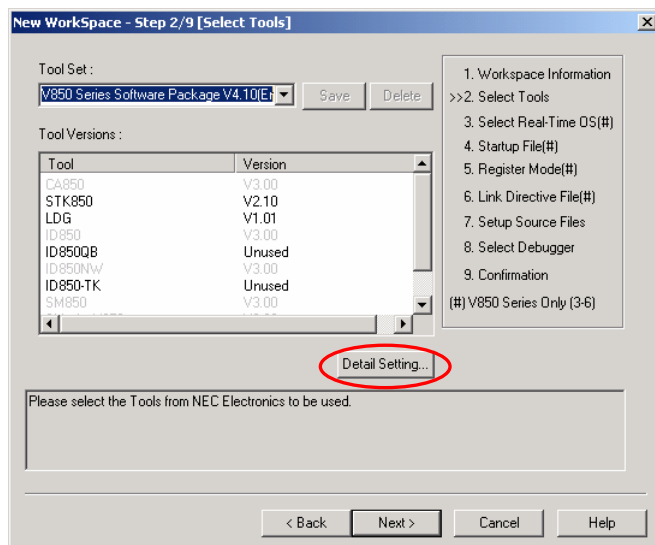 New WorkSpace - Step 2/9 [Select Tools]
Tool Set :
V850 Series Software Package V4.10(En
Save
Delete
Tool Versions :
Tool Version
CA850 V3.00
STK850 V2.10
LDG V1.01
ID850 V3.00
ID850QB Unused
ID850NW V3.00
ID850-TK Unused
SM850 V3.00
Detail Setting...
1. Workspace Information
>>2. Select Tools
3. Select Real-Time OS(#)
4. Startup File(#)
5. Register Mode(#)
6. Link Directive File(#)
7. Setup Source Files
8. Select Debugger
9. Confirmation
(#) V850 Series Only (3-6)
Please select the Tools from NEC Electronics to be used.
< Back
Next >
Cancel
Help